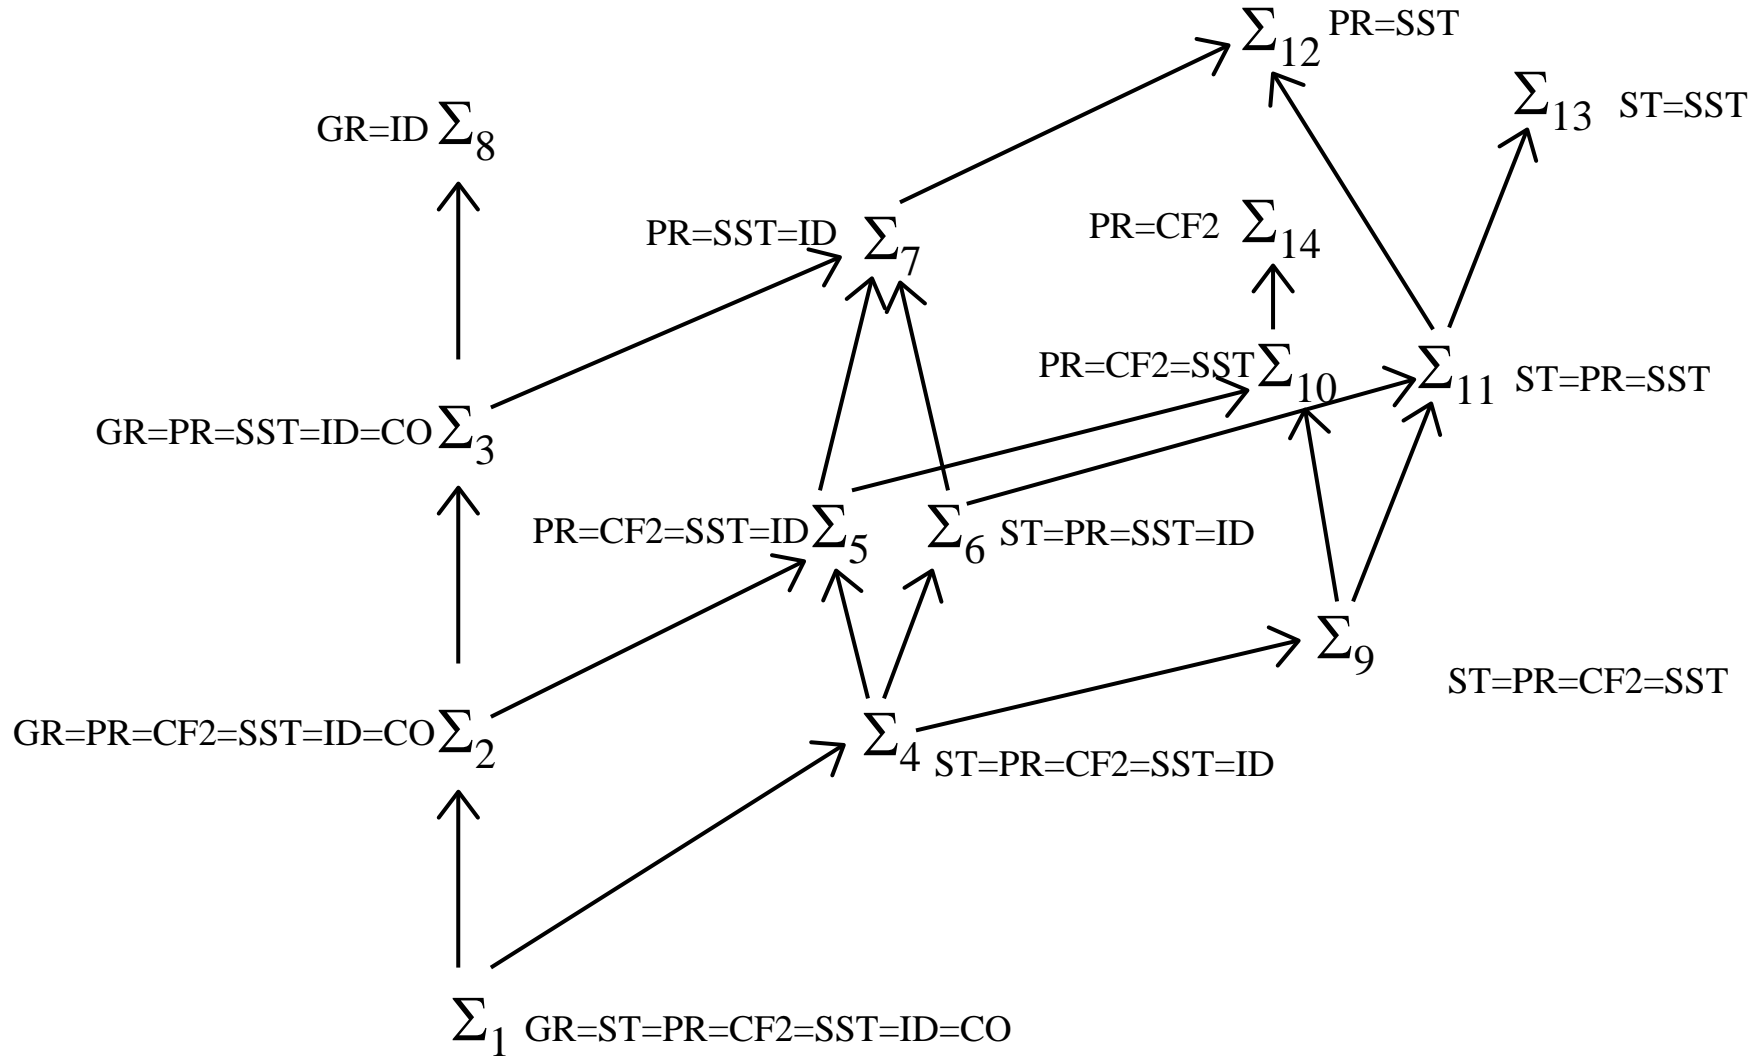 Σ12 PR=SST
Σ13 ST=SST
GR=ID Σ8
PR=SST=ID Σ7
PR=CF2 Σ14
PR=CF2=SST Σ10
Σ11 ST=PR=SST
GR=PR=SST=ID=CO Σ3
PR=CF2=SST=ID Σ5
Σ6 ST=PR=SST=ID
Σ9
ST=PR=CF2=SST
GR=PR=CF2=SST=ID=CO Σ2
Σ4 ST=PR=CF2=SST=ID
Σ1 GR=ST=PR=CF2=SST=ID=CO